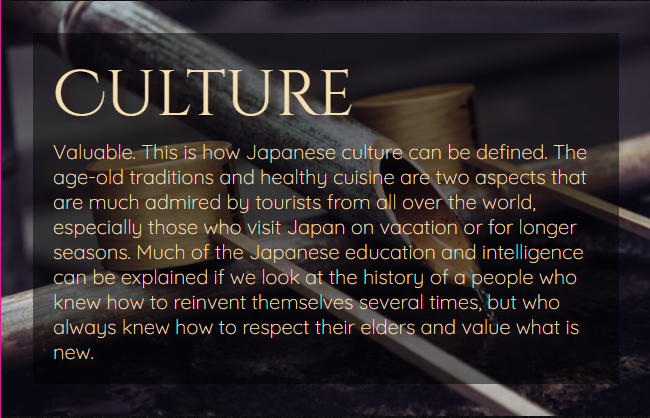 CULTURE
Valuable. This is how Japanese culture can be defined. The
age-old traditions and healthy cuisine are two aspects that
are much admired by tourists from all over the world,
especially those who visit Japan on vacation or for longer
seasons. Much of the Japanese education and intelligence
can be explained if we look at the history of a people who
knew how to reinvent themselves several times, but who
always knew how to respect their elders and value what is
new.